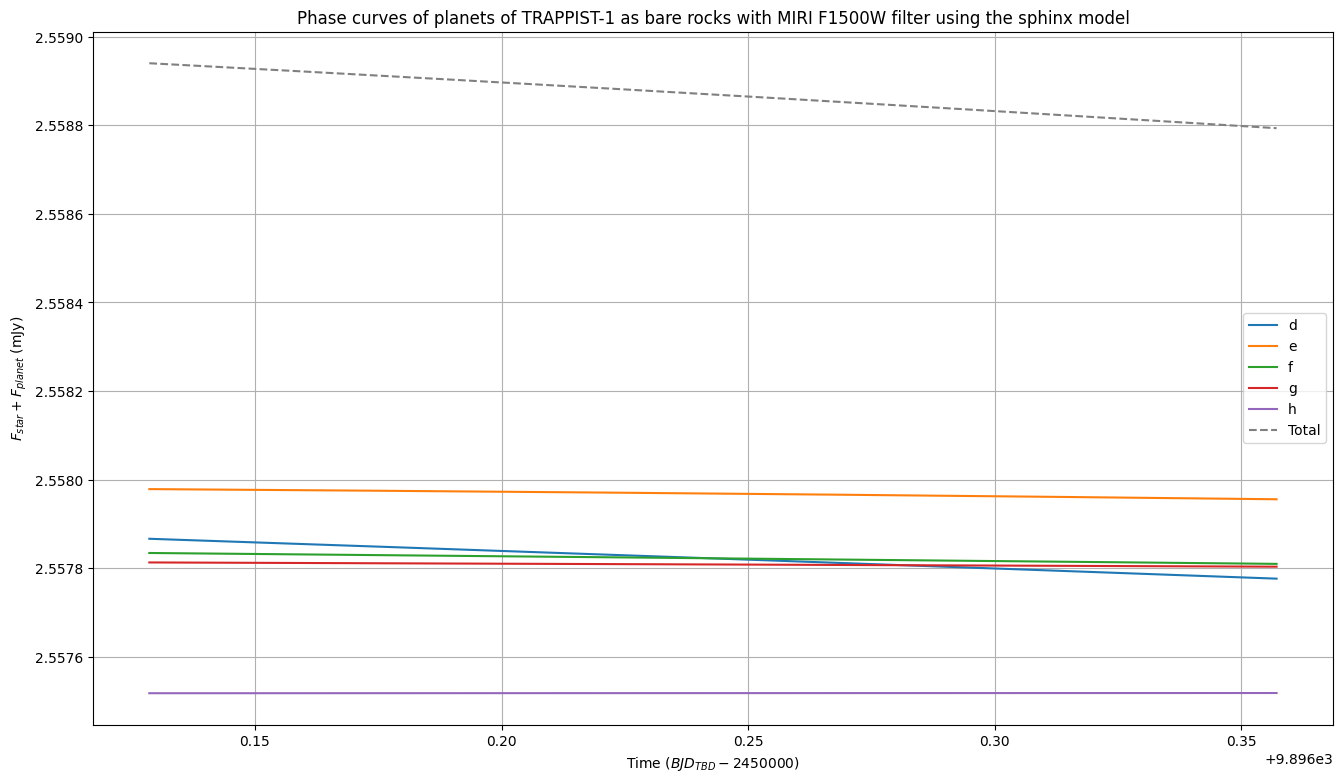 Phase curves of planets of TRAPPIST-1 as bare rocks with MIRI F1500W filter using the sphinx model
2.5590
2.5588
2.5586
2.5584
2.5582
2.5580
2.5578
2.5576
F_star + F_planet (mJy)
d
e
f
g
h
Total
0.15
0.20
0.25
0.30
0.35
+9.896e3
Time (BJD_TBD − 2450000)